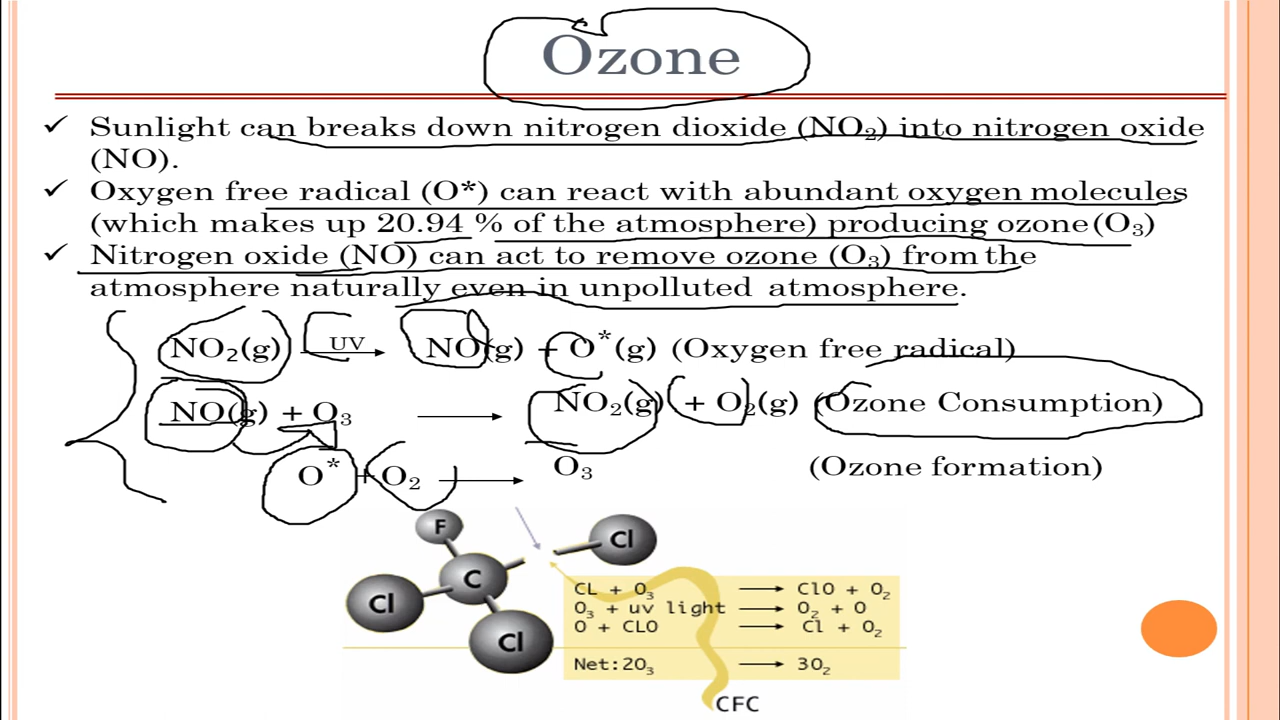 Ozone
✓ Sunlight can breaks down nitrogen dioxide (NO₂) into nitrogen oxide
(NO).
✓ Oxygen free radical (O*) can react with abundant oxygen molecules
(which makes up 20.94 % of the atmosphere) producing ozone (O₃)
✓ Nitrogen oxide (NO) can act to remove ozone (O₃) from the
atmosphere naturally even in unpolluted atmosphere.
NO₂(g) UV → NO(g) + O*(g) (Oxygen free radical)
NO(g) + O₃ → NO₂(g) + O₂(g) (Ozone Consumption)
O* + O₂ → O₃ (Ozone formation)
F
Cl
C
Cl
Cl
CL + O₃ → ClO + O₂
O₃ + uv light → O₂ + O
O + CLO → Cl + O₂
Net:2O₃ → 3O₂
CFC